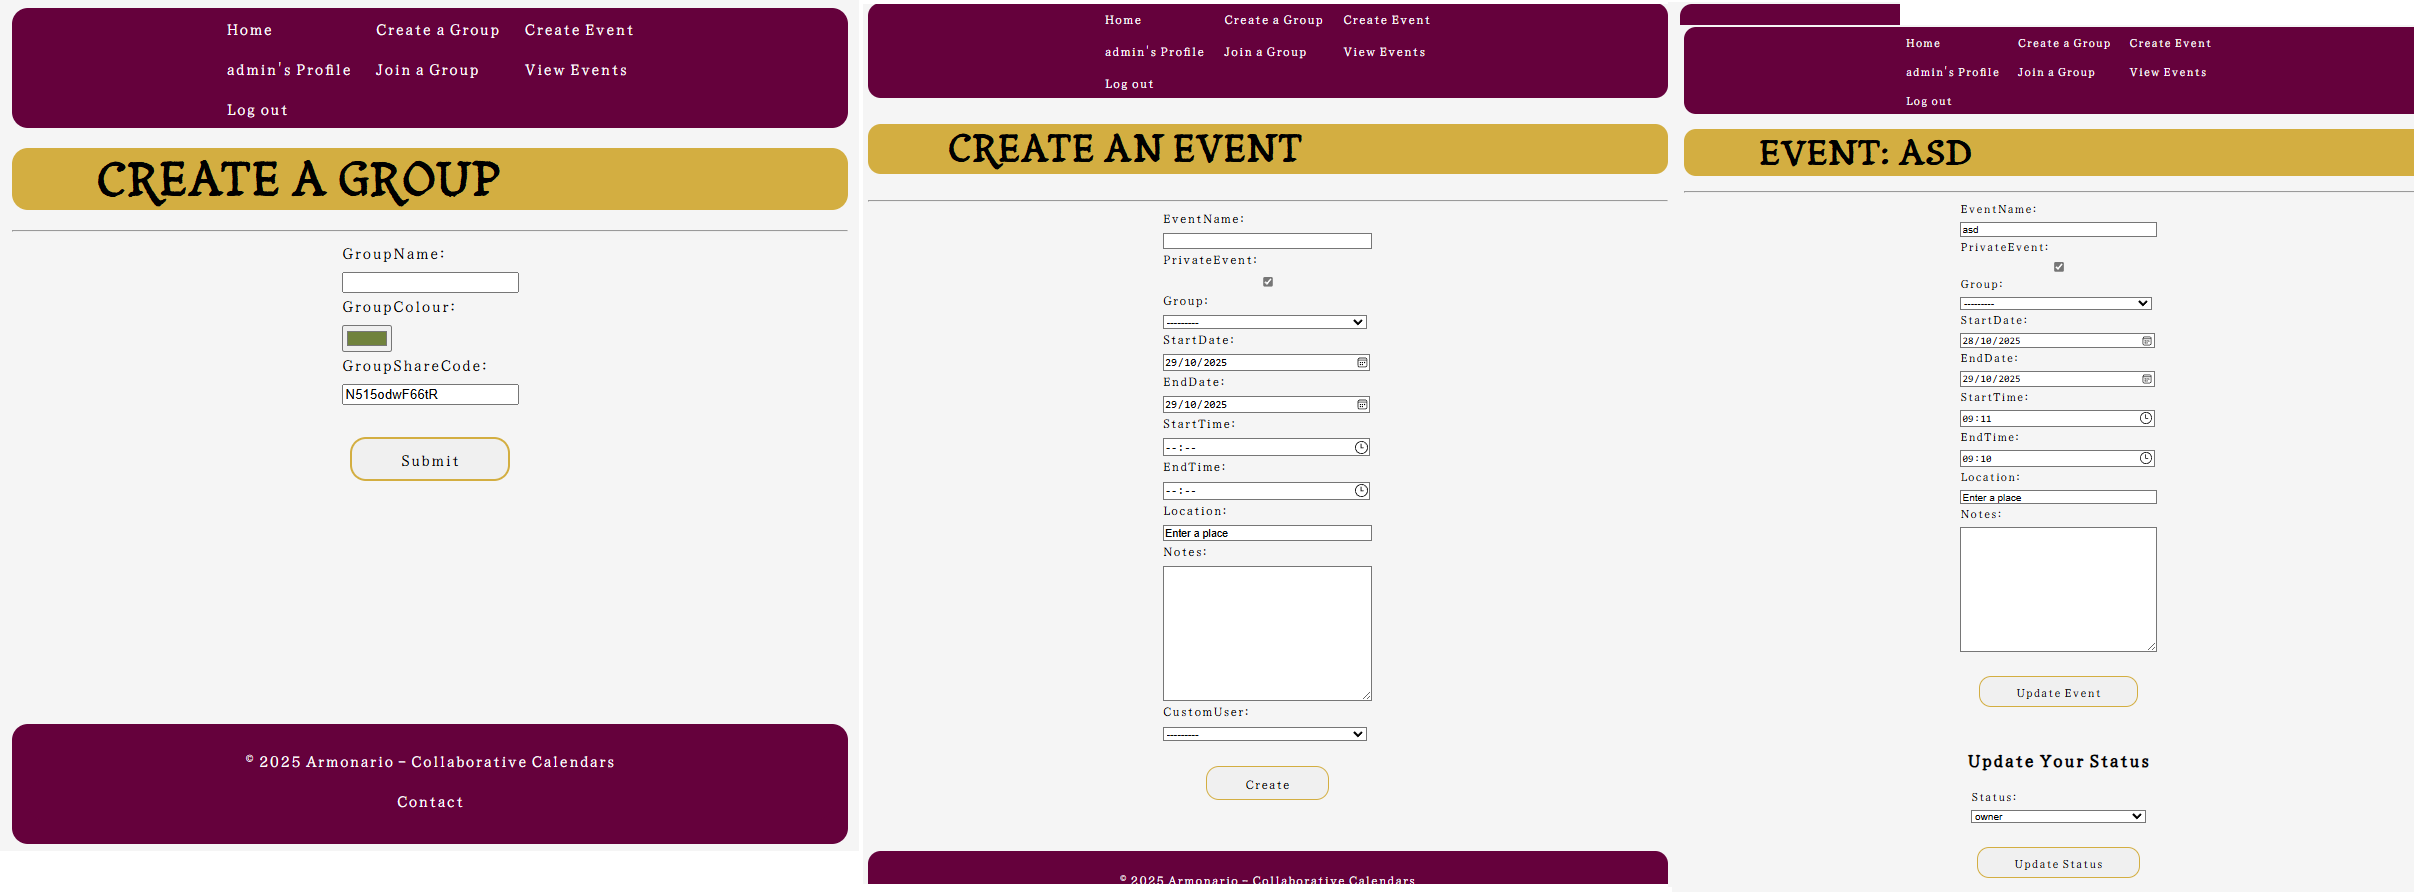 Home Create a Group Create Event
admin's Profile Join a Group View Events
Log out
CREATE A GROUP
GroupName:
GroupColour:
GroupShareCode:
N515odwF66tR
Submit
© 2025 Armonario – Collaborative Calendars
Contact
Home Create a Group Create Event
admin's Profile Join a Group View Events
Log out
CREATE AN EVENT
EventName:
PrivateEvent:
Group:
---------
StartDate:
29/10/2025
EndDate:
29/10/2025
StartTime:
--:--
EndTime:
--:--
Location:
Enter a place
Notes:
CustomUser:
---------
Create
© 2025 Armonario – Collaborative Calendars
Home Create a Group Create Event
admin's Profile Join a Group View Events
Log out
EVENT: ASD
EventName:
asd
PrivateEvent:
Group:
---------
StartDate:
28/10/2025
EndDate:
29/10/2025
StartTime:
09:11
EndTime:
09:10
Location:
Enter a place
Notes:
Update Event
Update Your Status
Status:
owner
Update Status